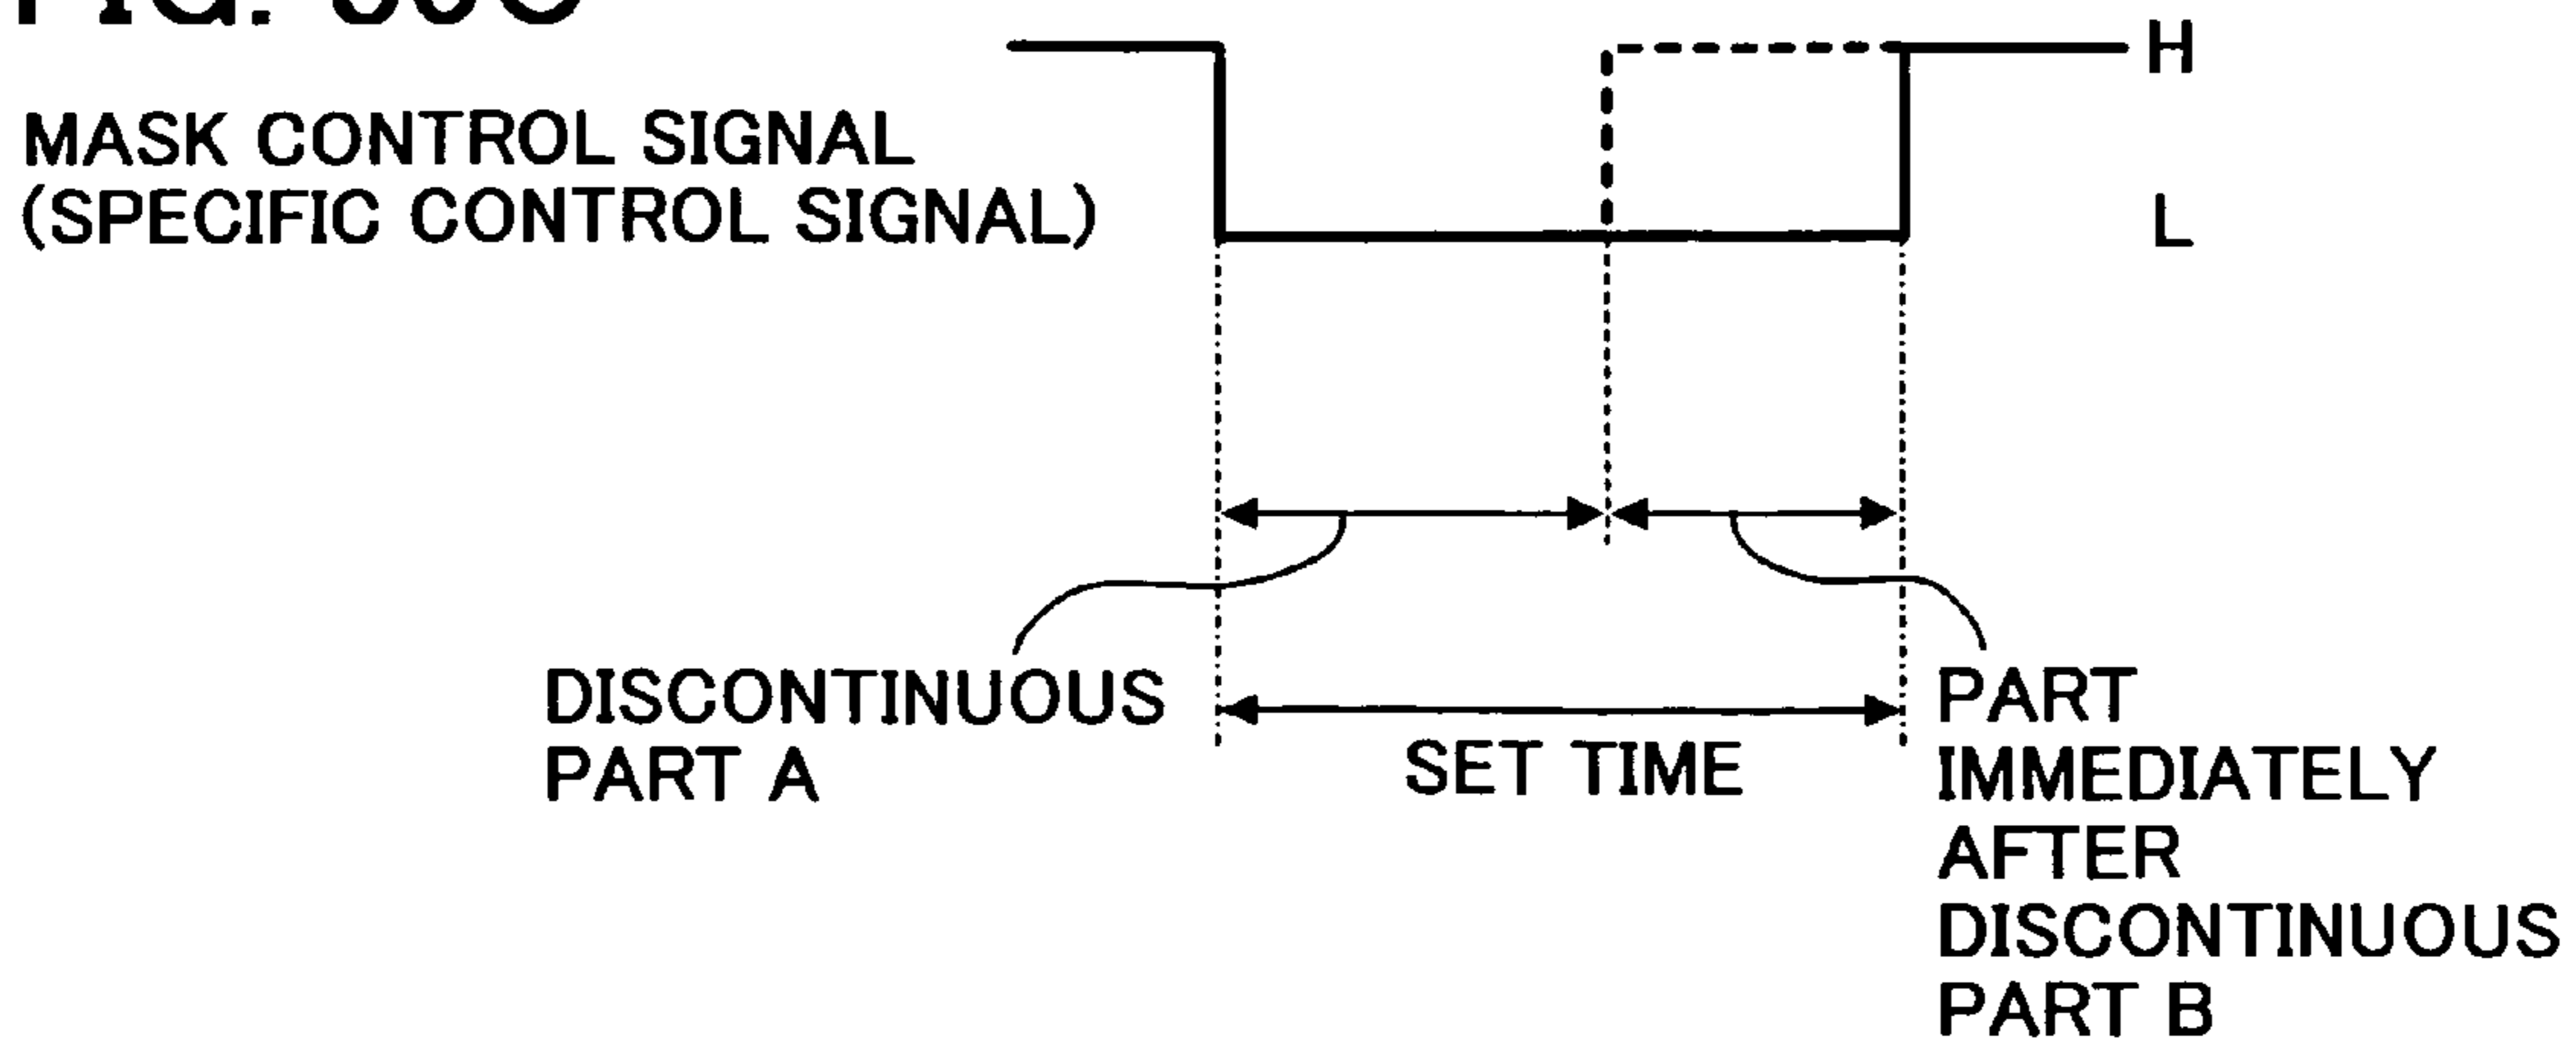 H
MASK CONTROL SIGNAL
(SPECIFIC CONTROL SIGNAL)
L
DISCONTINUOUS
PART A
SET TIME
PART
IMMEDIATELY
AFTER
DISCONTINUOUS
PART B